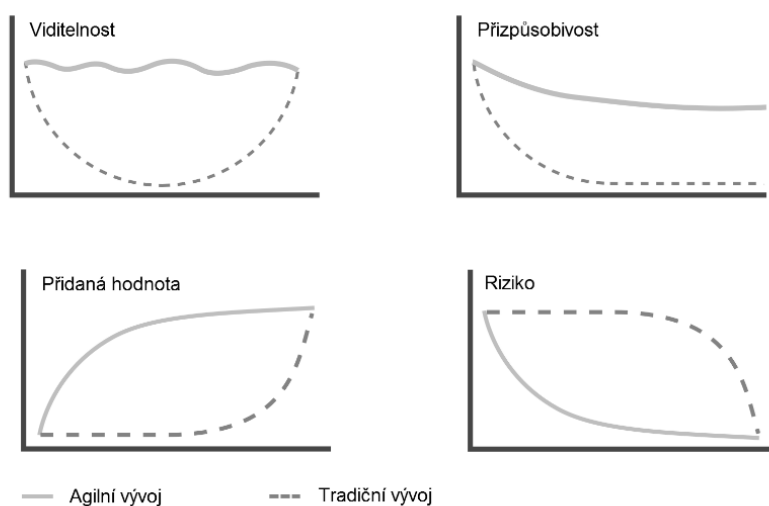 Viditelnost
Přizpůsobivost
Přidaná hodnota
Riziko
Agilní vývoj
Tradiční vývoj